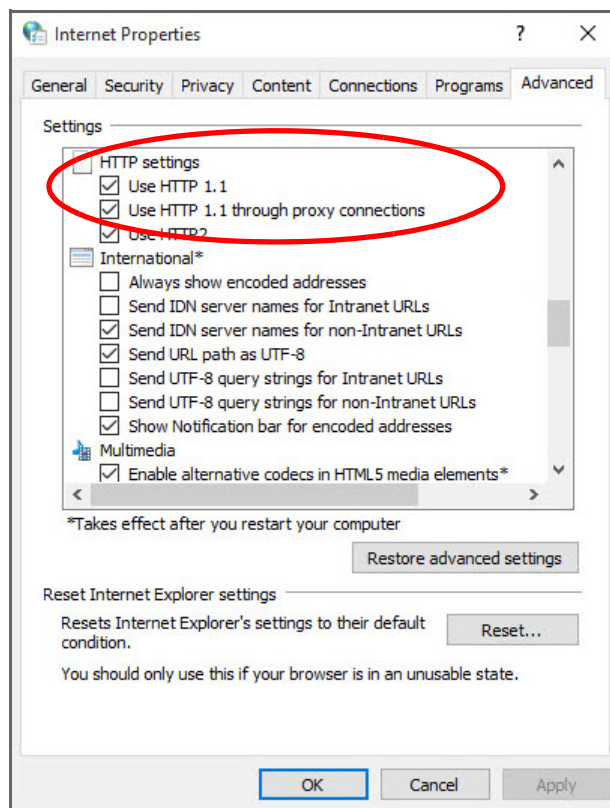 Internet Properties
?
General Security Privacy Content Connections Programs Advanced
Settings
HTTP settings
Use HTTP 1.1
Use HTTP 1.1 through proxy connections
Use HTTP2
International*
Always show encoded addresses
Send IDN server names for Intranet URLs
Send IDN server names for non-Intranet URLs
Send URL path as UTF-8
Send UTF-8 query strings for Intranet URLs
Send UTF-8 query strings for non-Intranet URLs
Show Notification bar for encoded addresses
Multimedia
Enable alternative codecs in HTML5 media elements*
*Takes effect after you restart your computer
Restore advanced settings
Reset Internet Explorer settings
Resets Internet Explorer's settings to their default
condition.
Reset...
You should only use this if your browser is in an unusable state.
OK Cancel Apply